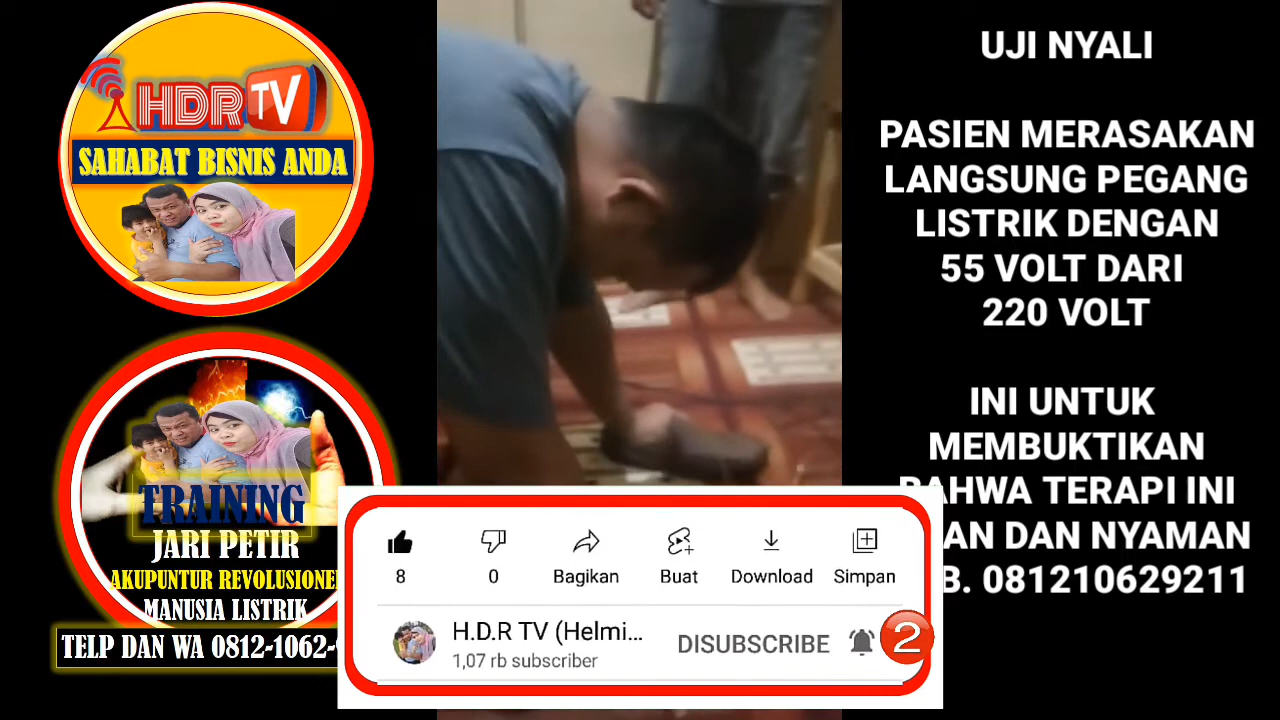 HDR TV
SAHABAT BISNIS ANDA
TRAINING
JARI PETIR
AKUPUNTUR REVOLUSIONE
MANUSIA LISTRIK
TELP DAN WA 0812-1062-
UJI NYALI
PASIEN MERASAKAN
LANGSUNG PEGANG
LISTRIK DENGAN
55 VOLT DARI
220 VOLT
INI UNTUK
MEMBUKTIKAN
BAHWA TERAPI INI
AN DAN NYAMAN
B. 081210629211
8
0
Bagikan
Buat
Download
Simpan
H.D.R TV (Helmi...
1,07 rb subscriber
DISUBSCRIBE
2